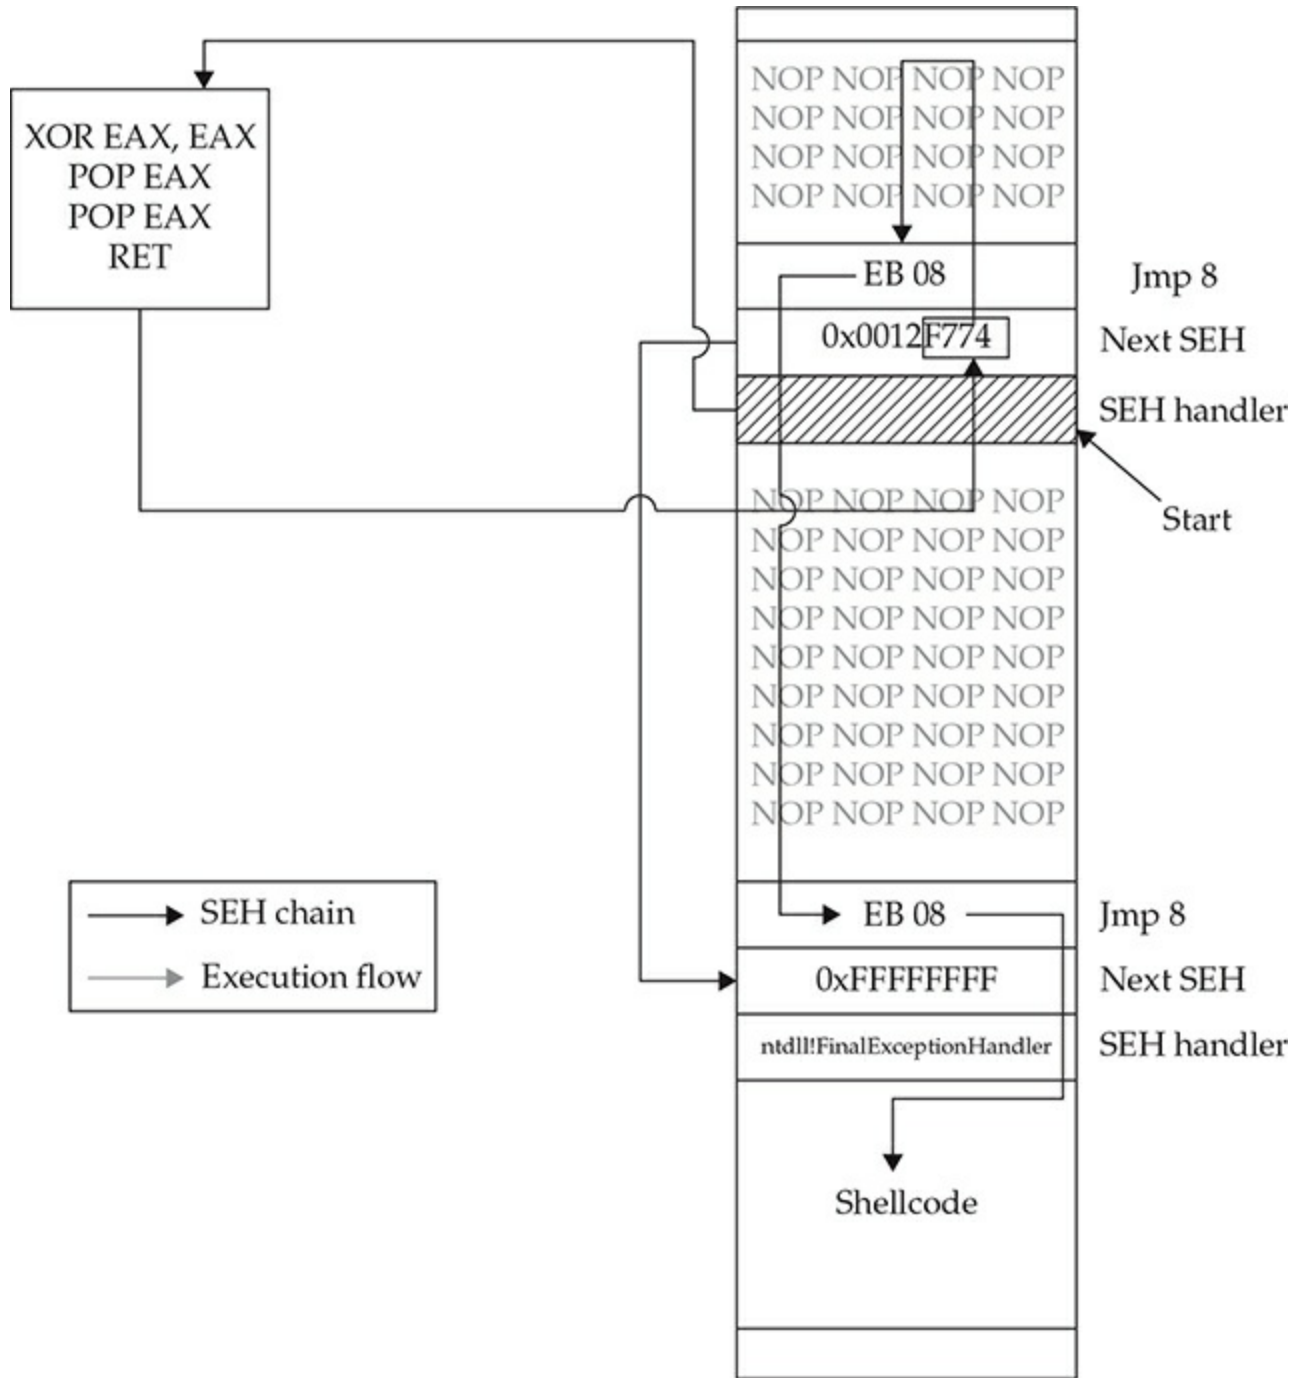 XOR EAX, EAX
POP EAX
POP EAX
RET
NOP NOP NOP NOP
NOP NOP NOP NOP
NOP NOP NOP NOP
NOP NOP NOP NOP
EB 08
Jmp 8
0x0012F774
Next SEH
SEH handler
Start
NOP NOP NOP NOP
NOP NOP NOP NOP
NOP NOP NOP NOP
NOP NOP NOP NOP
NOP NOP NOP NOP
NOP NOP NOP NOP
NOP NOP NOP NOP
NOP NOP NOP NOP
NOP NOP NOP NOP
EB 08
Jmp 8
0xFFFFFFFF
Next SEH
ntdll!FinalExceptionHandler
SEH handler
Shellcode
SEH chain
Execution flow